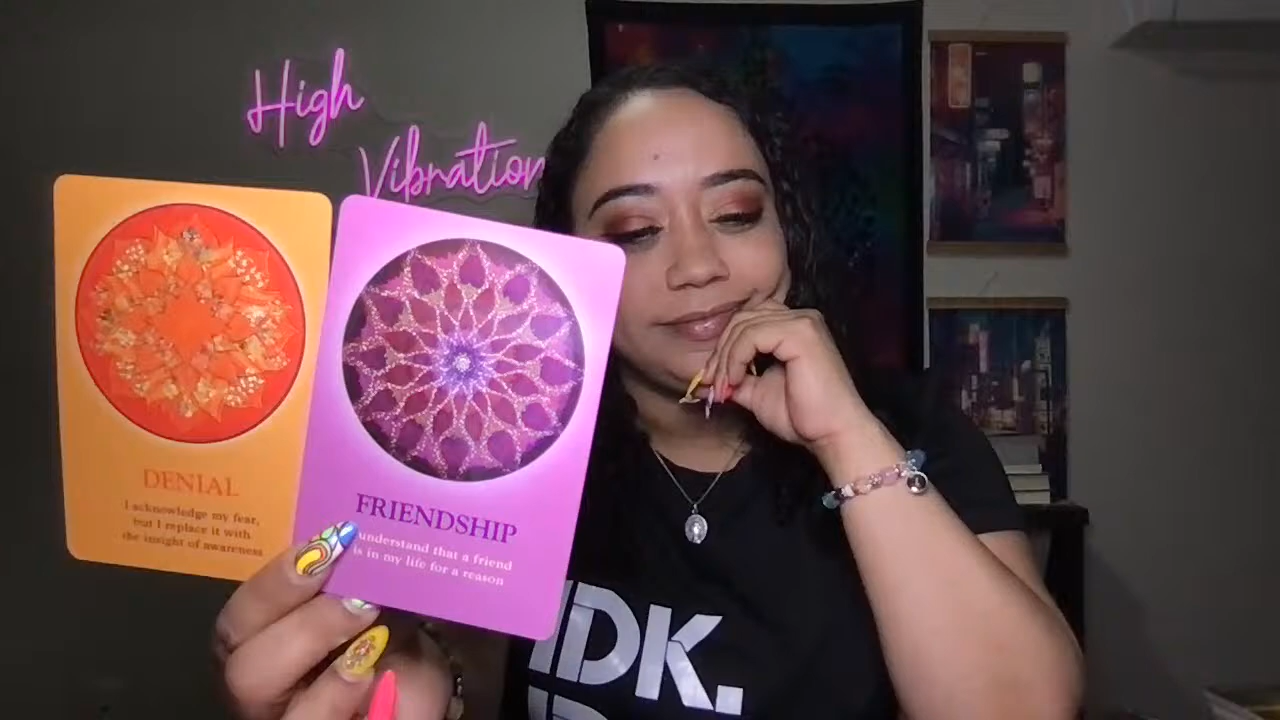 High
Vibration
DENIAL
I acknowledge my fear,
but I replace it with
the insight of awareness
FRIENDSHIP
understand that a friend
is in my life for a reason
IDK.